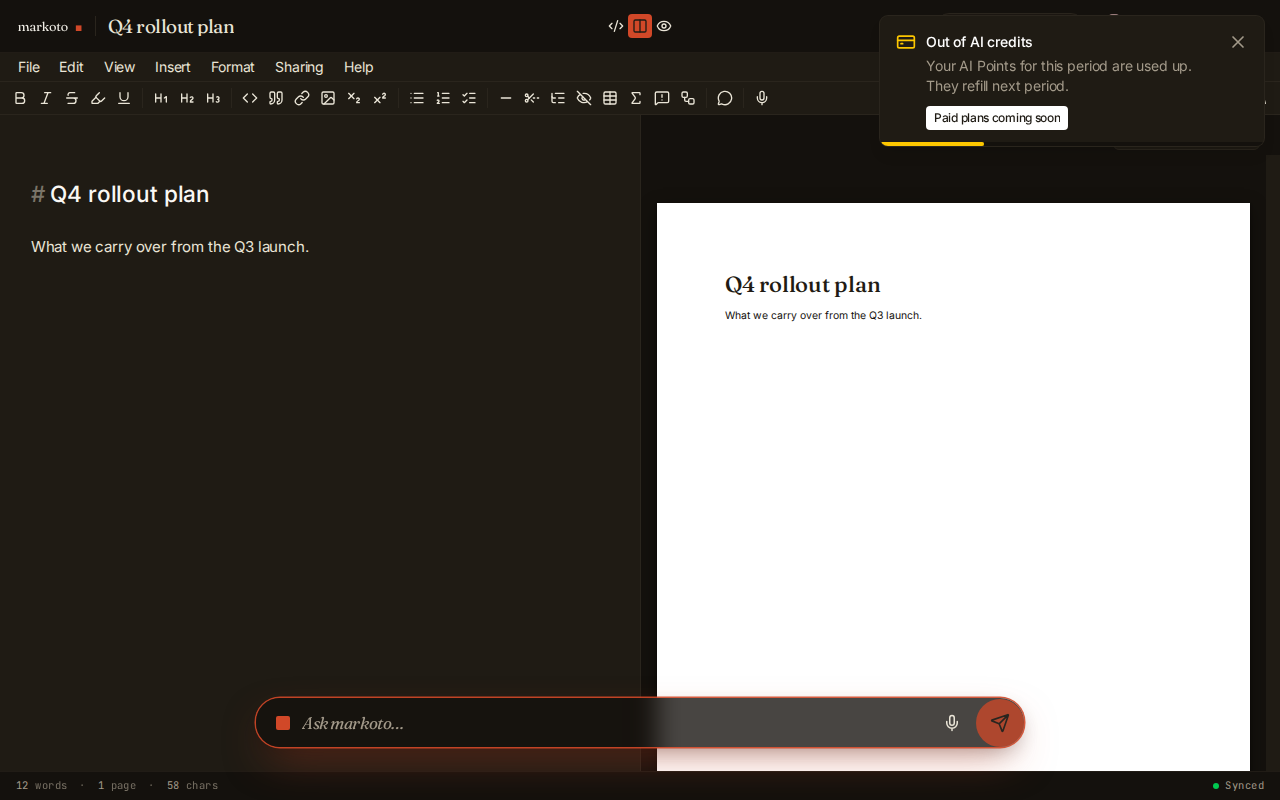 markoto
Q4 rollout plan
File Edit View Insert Format Sharing Help
H1 H2 H3
Out of AI credits
Your AI Points for this period are used up.
They refill next period.
Paid plans coming soon
# Q4 rollout plan
What we carry over from the Q3 launch.
Q4 rollout plan
What we carry over from the Q3 launch.
Ask markoto...
12 words · 1 page · 58 chars
Synced